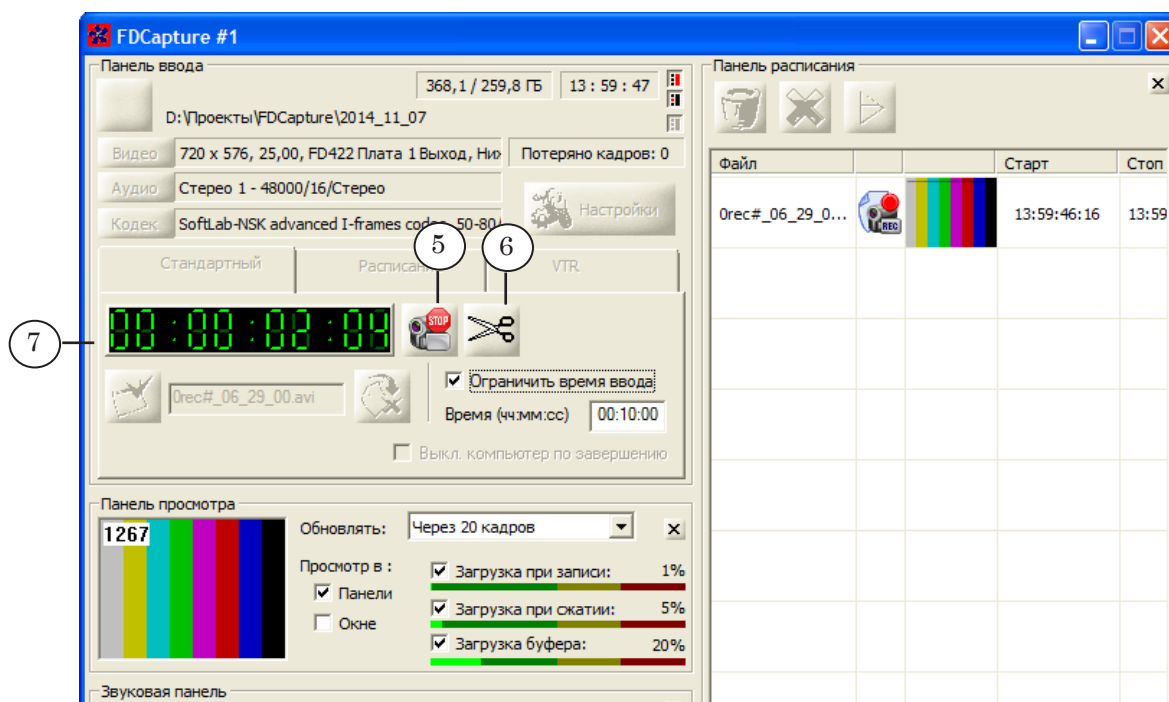 FDCapture #1
Панель ввода
368,1 / 259,8 ГБ
13 : 59 : 47
D:\Проекты\FDCapture\2014_11_07
Видео
720 x 576, 25,00, FD422 Плата 1 Выход, Ниж
Потеряно кадров: 0
Аудио
Стерео 1 - 48000/16/Стерео
Настройки
Кодек
SoftLab-NSK advanced I-frames codec, 50-80/
5
6
Стандартный
Расписание
VTR
7
00:00:02:04
STOP
0rec#_06_29_00.avi
Ограничить время ввода
Время (чч:мм:сс)
00:10:00
Выкл. компьютер по завершению
Панель просмотра
1267
Обновлять:
Через 20 кадров
Просмотр в :
Панели
Окне
Загрузка при записи:
1%
Загрузка при сжатии:
5%
Загрузка буфера:
20%
Звуковая панель
Панель расписания
Файл
Старт
Стоп
0rec#_06_29_0...
REC
13:59:46:16
13:59